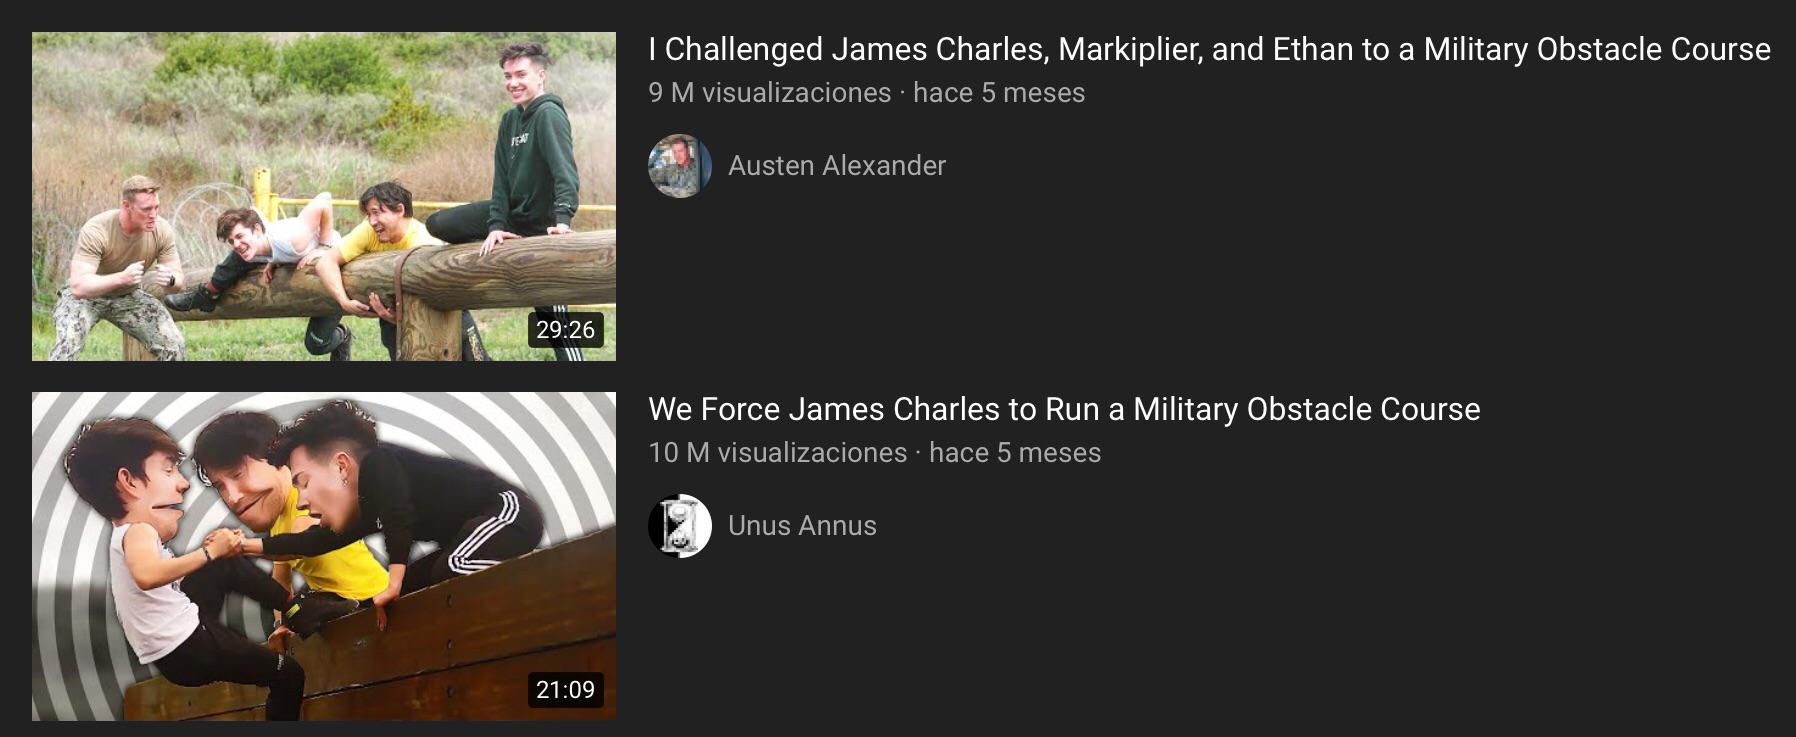 I Challenged James Charles, Markiplier, and Ethan to a Military Obstacle Course
9 M visualizaciones · hace 5 meses
Austen Alexander
29:26
We Force James Charles to Run a Military Obstacle Course
10 M visualizaciones · hace 5 meses
Unus Annus
21:09